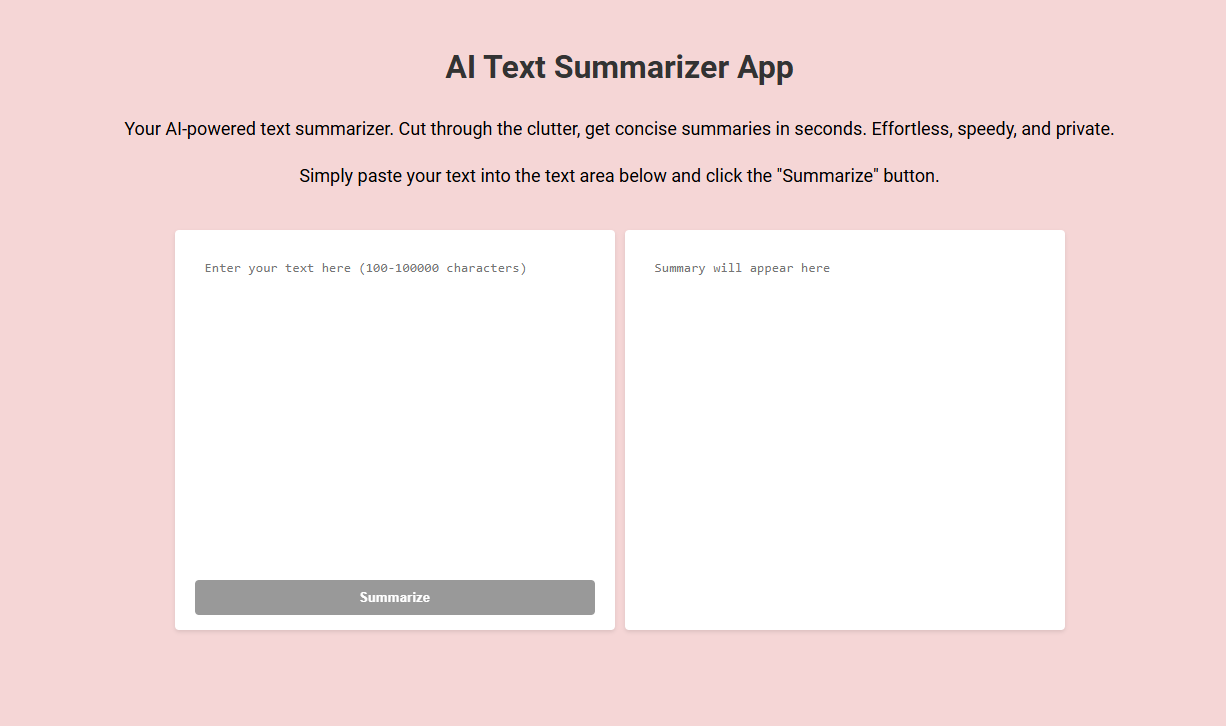 AI Text Summarizer App
Your AI-powered text summarizer. Cut through the clutter, get concise summaries in seconds. Effortless, speedy, and private.
Simply paste your text into the text area below and click the "Summarize" button.
Enter your text here (100-100000 characters)
Summary will appear here
Summarize